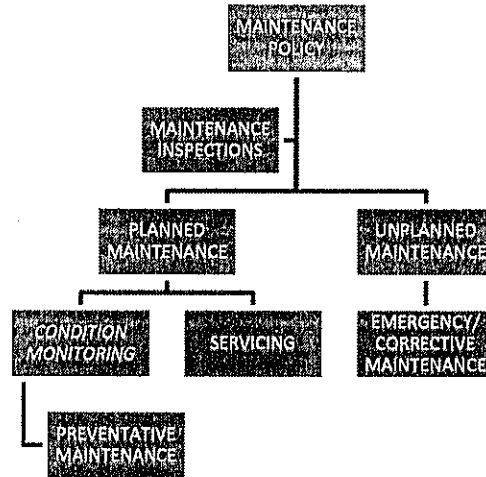 MAINTENANCE
POLICY
MAINTENANCE
INSPECTIONS
PLANNED
MAINTENANCE
UNPLANNED
MAINTENANCE
CONDITION
MONITORING
SERVICING
EMERGENCY/
CORRECTIVE
MAINTENANCE
PREVENTATIVE
MAINTENANCE